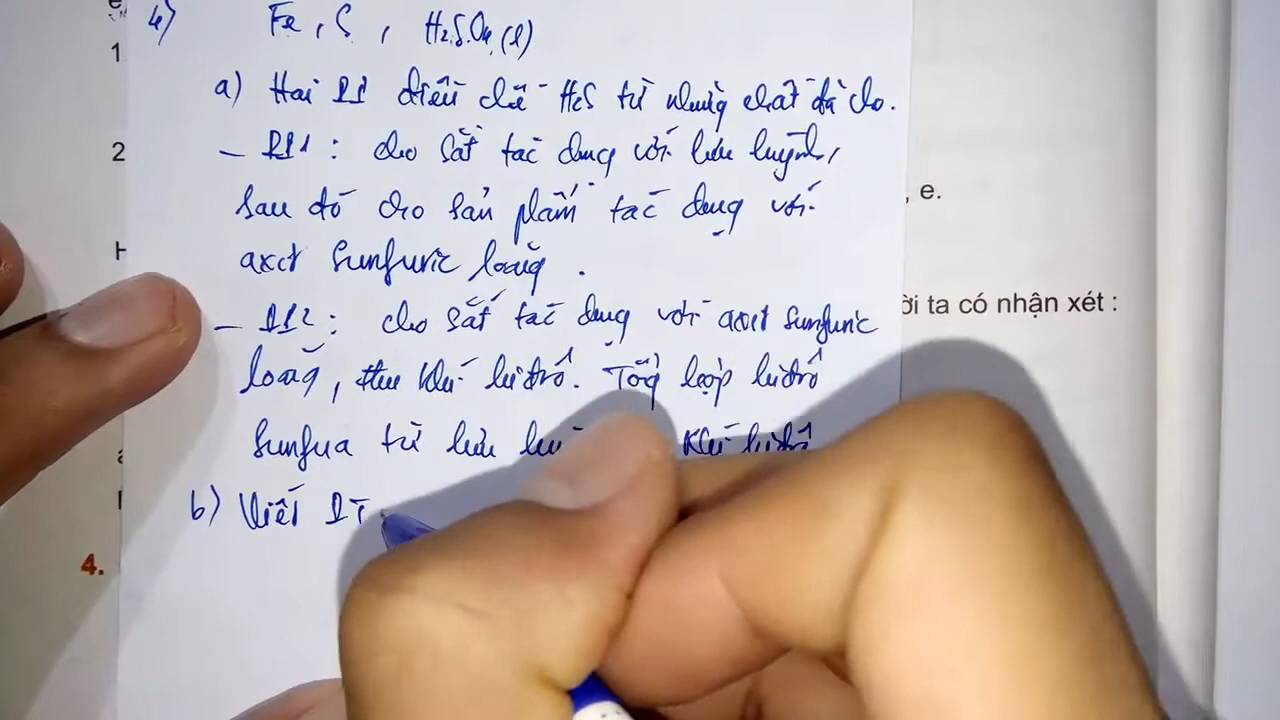 4) Fe, S, H2SO4 (l)
a) Hai PP điều chế H2S từ những chất đã cho.
- PP1 : cho sắt tác dụng với lưu huỳnh,
sau đó cho sản phẩm tác dụng với
axit sunfuric loãng .
- PP2 : cho sắt tác dụng với axit sunfuric
loãng, thu khí hiđrô. Tổng hợp hiđrô
sunfua từ lưu khí hiđrô
b) Viết PT
1
2
4.
, e.
ời ta có nhận xét :